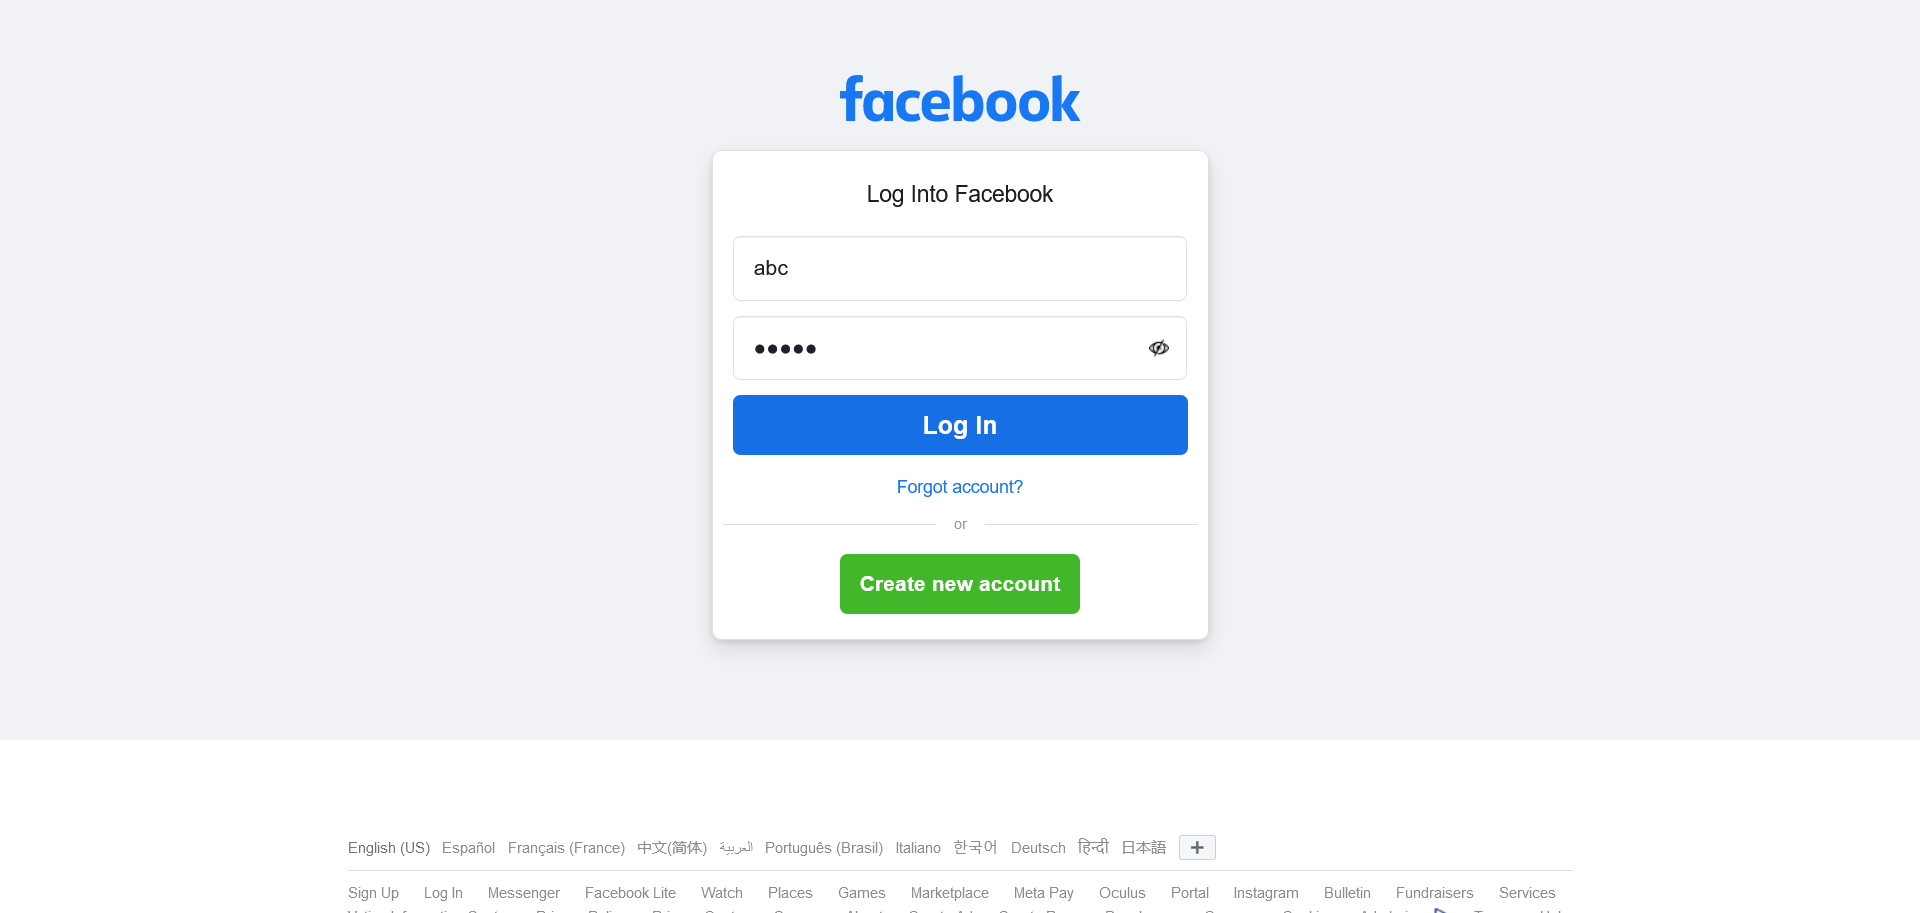 facebook
Log Into Facebook
abc
●●●●●
Log In
Forgot account?
or
Create new account
English (US) Español Français (France) 中文(简体) العربية Português (Brasil) Italiano 한국어 Deutsch हिन्दी 日本語
Sign Up Log In Messenger Facebook Lite Watch Places Games Marketplace Meta Pay Oculus Portal Instagram Bulletin Fundraisers Services